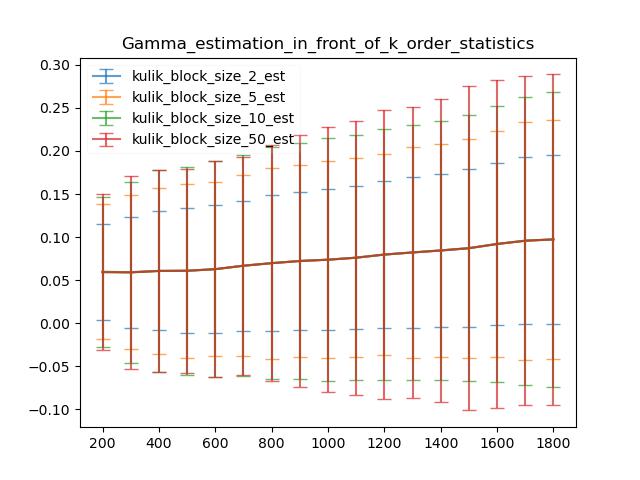 Gamma_estimation_in_front_of_k_order_statistics
0.30
0.25
0.20
0.15
0.10
0.05
0.00
−0.05
−0.10
kulik_block_size_2_est
kulik_block_size_5_est
kulik_block_size_10_est
kulik_block_size_50_est
200 400 600 800 1000 1200 1400 1600 1800